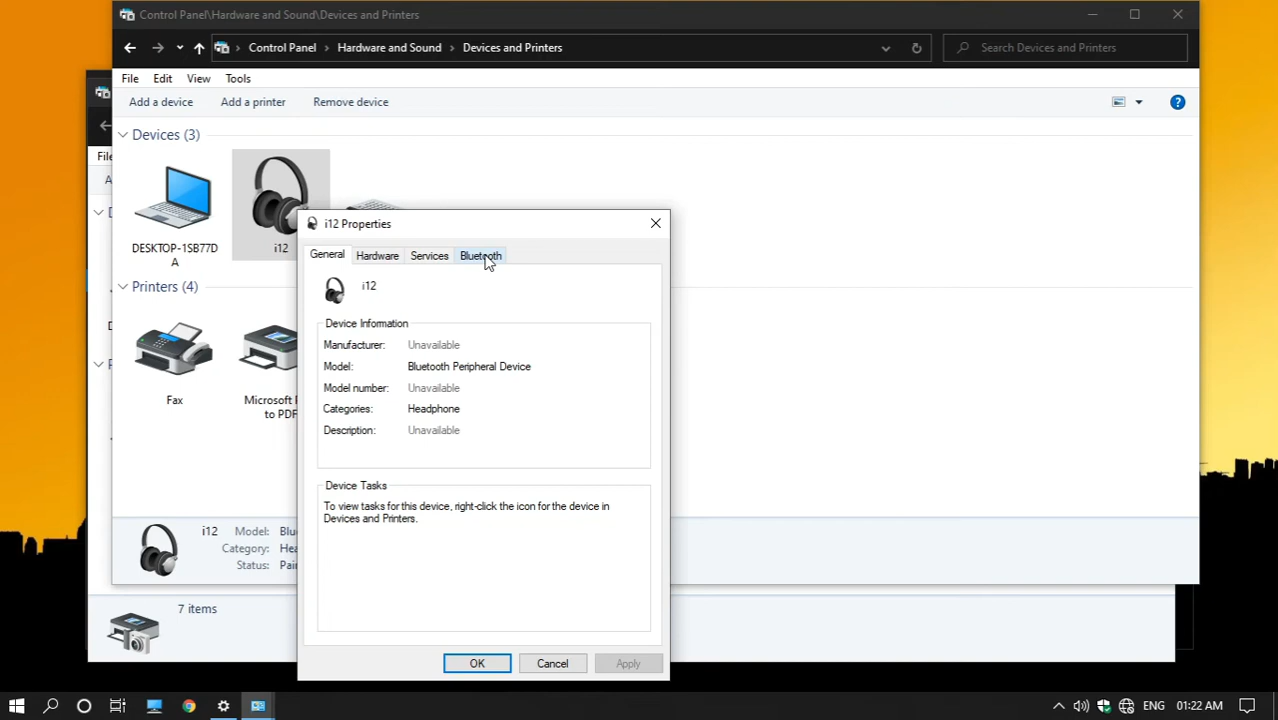 Control Panel\Hardware and Sound\Devices and Printers
Control Panel > Hardware and Sound > Devices and Printers
Search Devices and Printers
File Edit View Tools
Add a device Add a printer Remove device
Devices (3)
DESKTOP-1SB77D
A
i12
Printers (4)
Fax
Microsoft P
to PDF
i12 Model: Blu
Category: Hea
Status: Pai
7 items
i12 Properties
General Hardware Services Bluetooth
i12
Device Information
Manufacturer: Unavailable
Model: Bluetooth Peripheral Device
Model number: Unavailable
Categories: Headphone
Description: Unavailable
Device Tasks
To view tasks for this device, right-click the icon for the device in
Devices and Printers.
OK Cancel Apply
ENG 01:22 AM